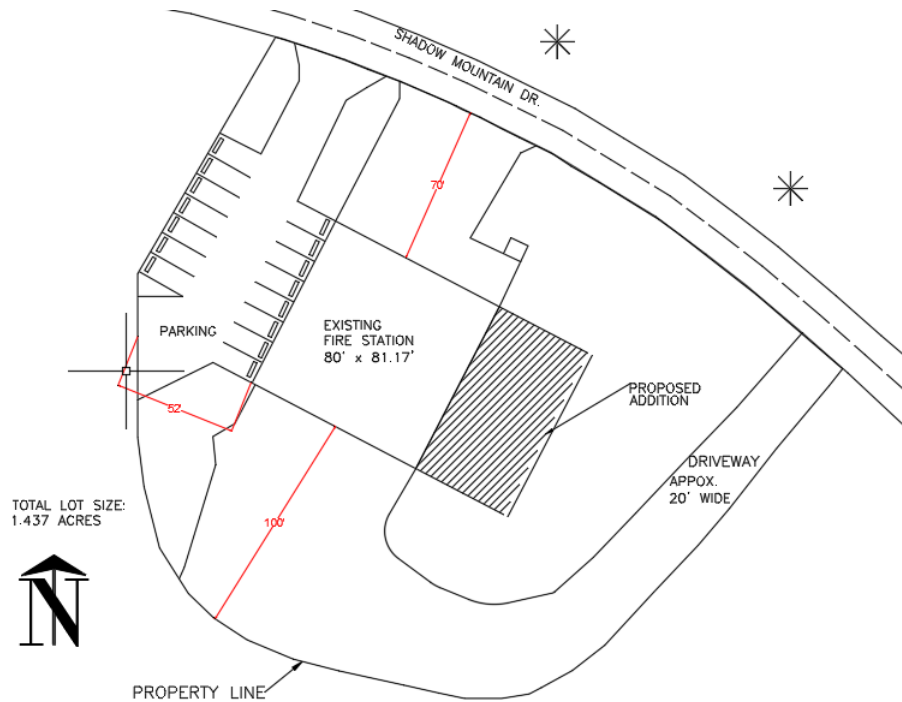 SHADOW MOUNTAIN DR.
70'
PARKING
EXISTING
FIRE STATION
80' x 81.17'
PROPOSED
ADDITION
52'
DRIVEWAY
APPOX.
20' WIDE
TOTAL LOT SIZE:
1.437 ACRES
100'
N
PROPERTY LINE